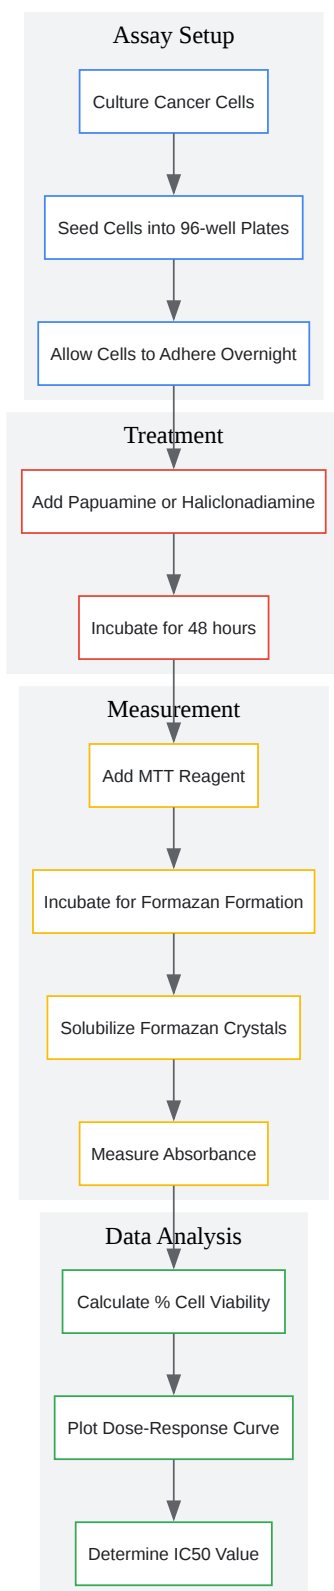 Assay Setup
Culture Cancer Cells
Seed Cells into 96-well Plates
Allow Cells to Adhere Overnight
Treatment
Add Papuamine or Haliclonadiamine
Incubate for 48 hours
Measurement
Add MTT Reagent
Incubate for Formazan Formation
Solubilize Formazan Crystals
Measure Absorbance
Data Analysis
Calculate % Cell Viability
Plot Dose-Response Curve
Determine IC50 Value